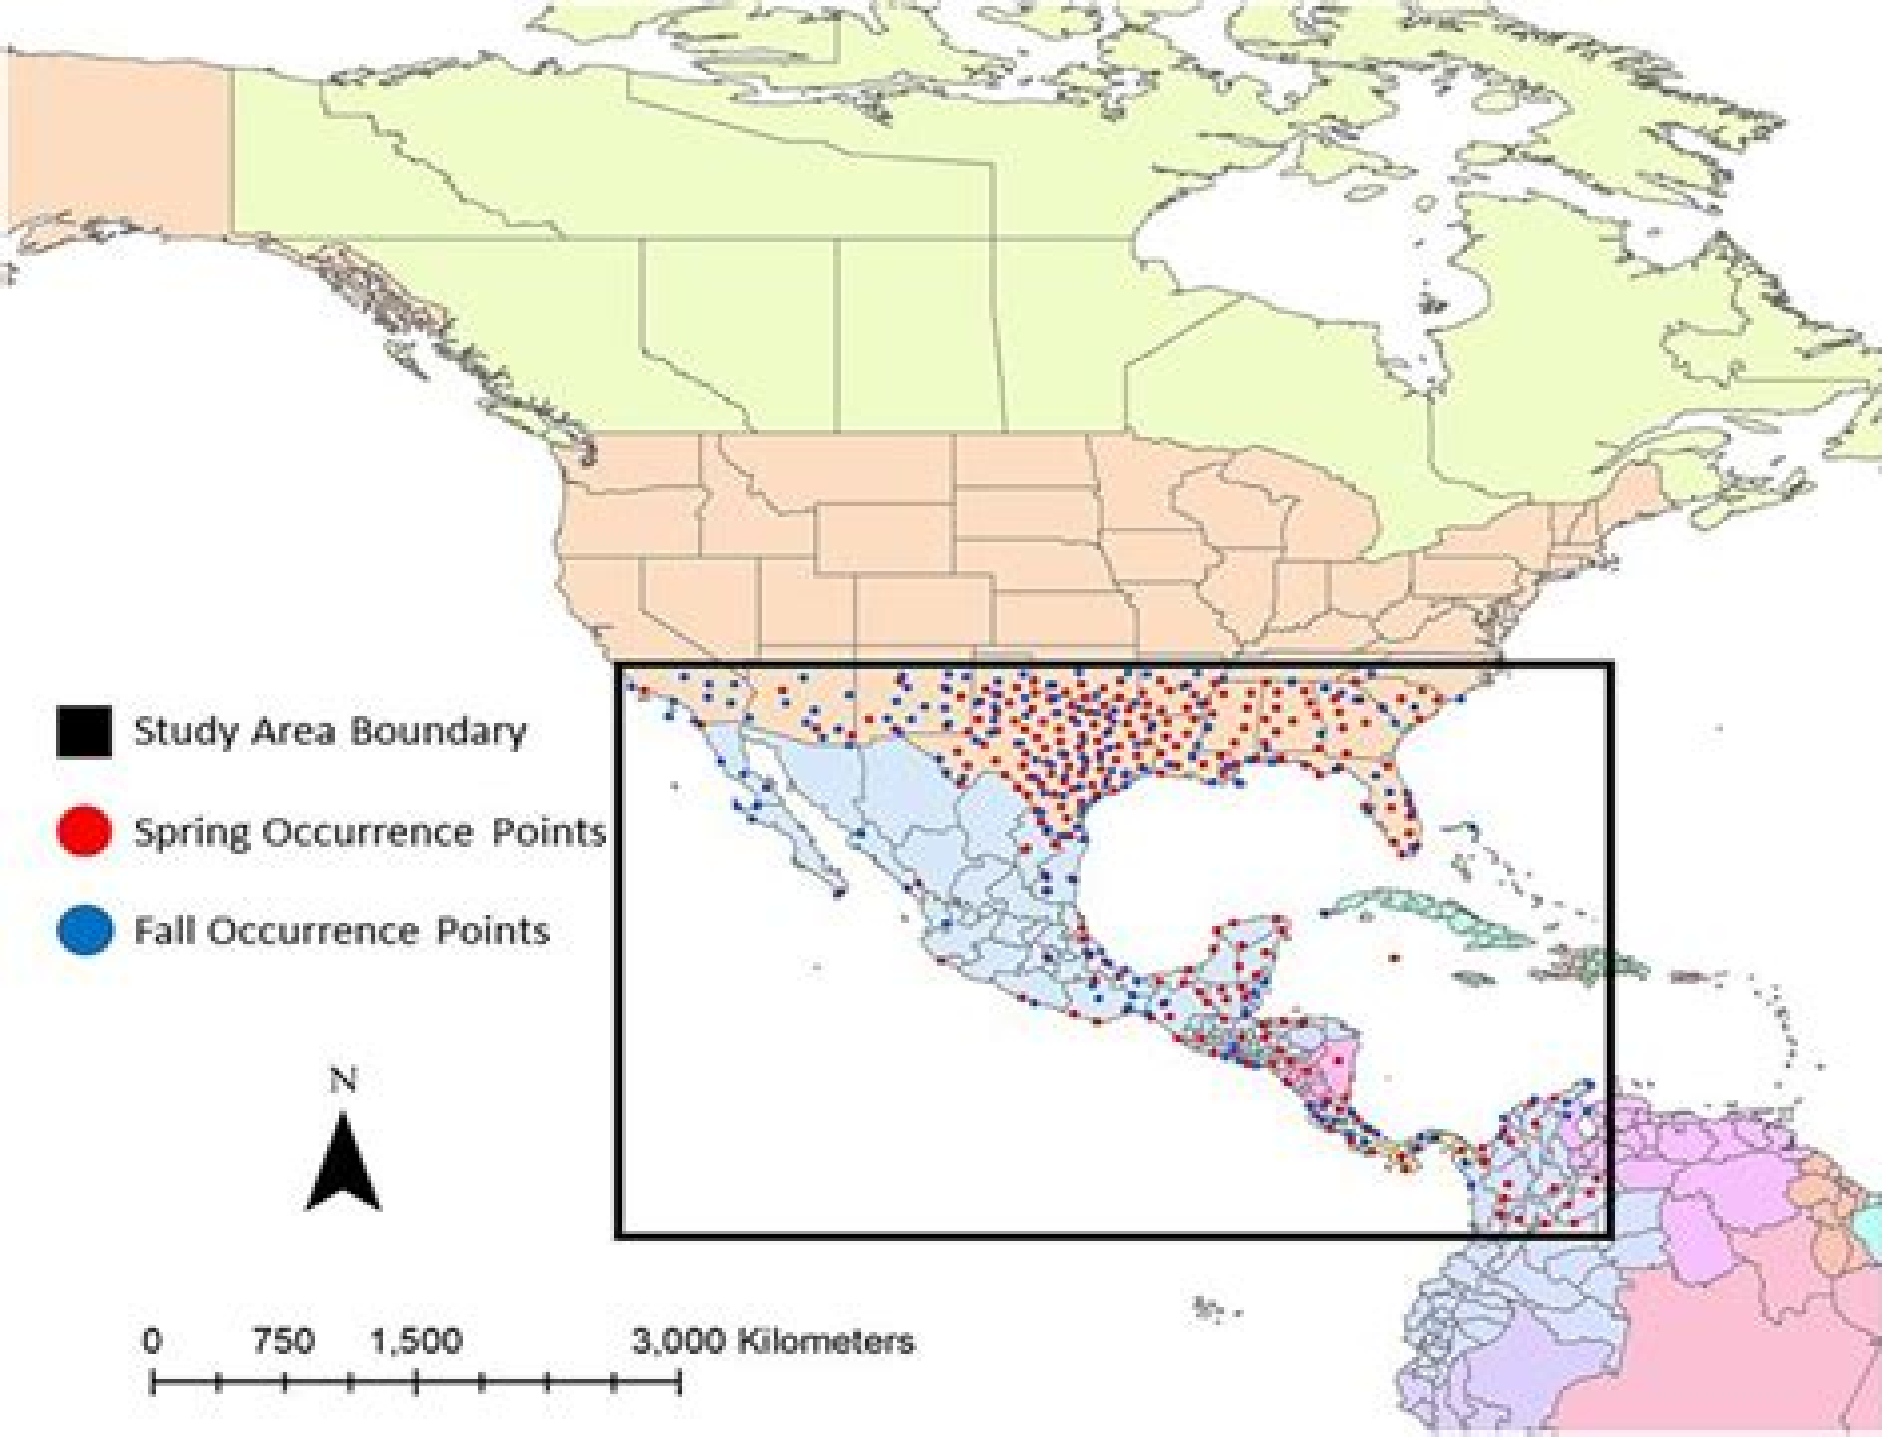 Study Area Boundary
Spring Occurrence Points
Fall Occurrence Points
N
0 750 1,500 3,000 Kilometers